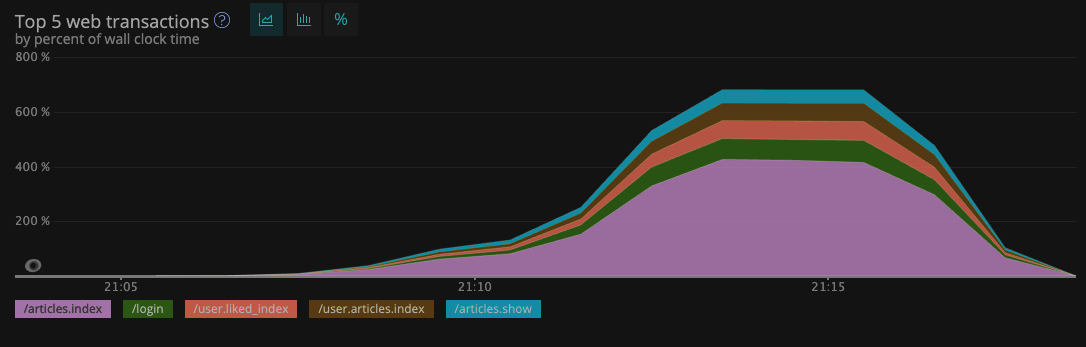 Top 5 web transactions ?
%
by percent of wall clock time
800 %
600 %
400 %
200 %
21:05 21:10 21:15
/articles.index /login /user.liked_index /user.articles.index /articles.show